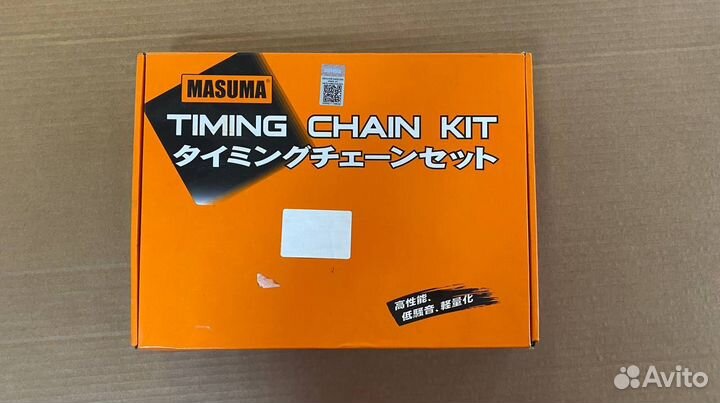 MASUMA®
TIMING CHAIN KIT
タイミングチェーンセット
高性能、
低騒音、軽量化
Avito